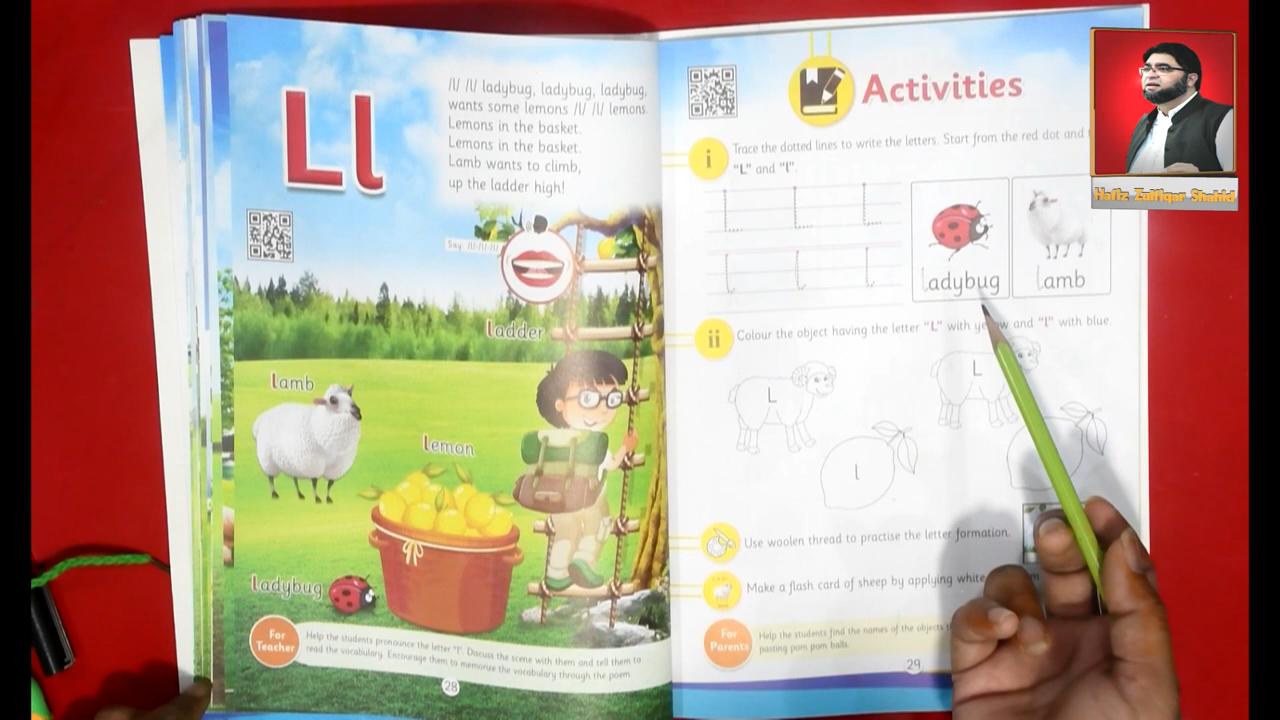 Ll
/l/ /l/ ladybug, ladybug, ladybug,
wants some lemons /l/ /l/ lemons.
Lemons in the basket.
Lemons in the basket.
Lamb wants to climb,
up the ladder high!
Say: /l/-/l/-/l/
ladder
lamb
lemon
ladybug
For
Teacher
Help the students pronounce the letter "l". Discuss the scene with them and tell them to
read the vocabulary. Encourage them to memorize the vocabulary through the poem
28
Activities
i
Trace the dotted lines to write the letters. Start from the red dot and
"L" and "l".
L L L
l l l
ladybug
lamb
ii
Colour the object having the letter "L" with yellow and "l" with blue.
L
L
l
Use woolen thread to practise the letter formation.
Make a flash card of sheep by applying white
For
Parents
Help the students find the names of the objects
pasting pom pom balls.
29
Hafiz Zulfiqar Shahid